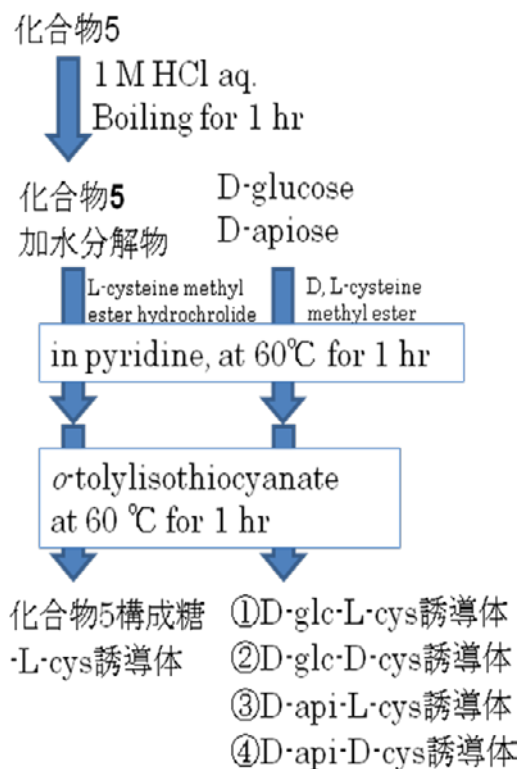 化合物5
1 M HCl aq.
Boiling for 1 hr
化合物5
加水分解物
D-glucose
D-apiose
L-cysteine methyl
ester hydrochrolide
D, L-cysteine
methyl ester
in pyridine, at 60℃ for 1 hr
o-tolylisothiocyanate
at 60 ℃ for 1 hr
化合物5構成糖
-L-cys誘導体
①D-glc-L-cys誘導体
②D-glc-D-cys誘導体
③D-api-L-cys誘導体
④D-api-D-cys誘導体